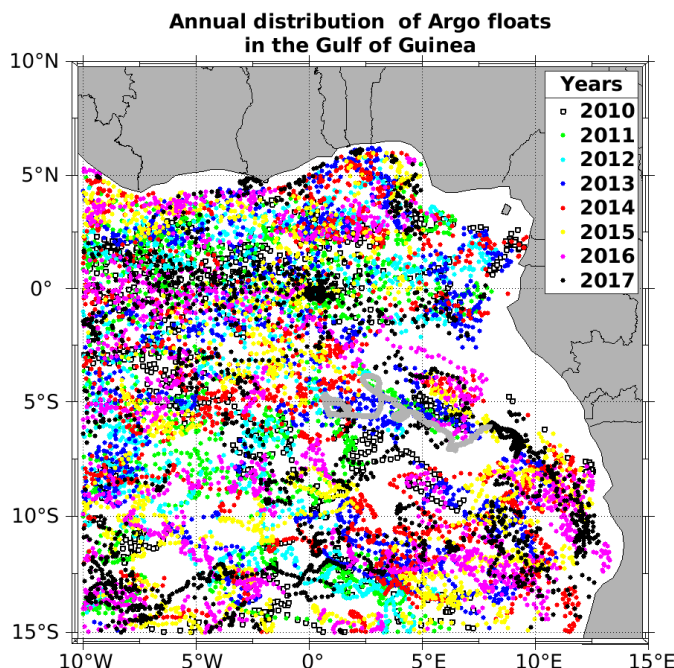 Annual distribution of Argo floats
in the Gulf of Guinea
10°N
5°N
0°
5°S
10°S
15°S
10°W
5°W
0°
5°E
10°E
15°E
Years
2010
2011
2012
2013
2014
2015
2016
2017